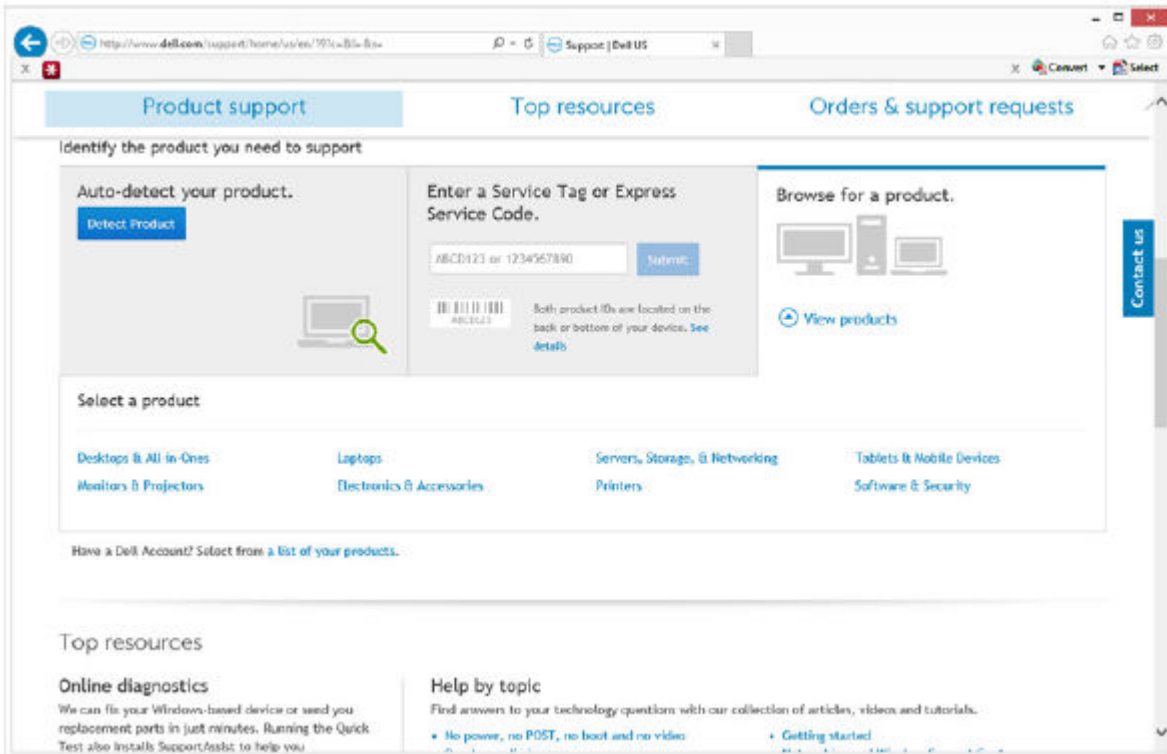 Support | Dell US
Convert
Select
Product support
Top resources
Orders & support requests
Identify the product you need to support
Auto-detect your product.
Detect Product
Enter a Service Tag or Express
Service Code.
ABCD123 or 1234567890
Submit
ABCD123
Both product IDs are located on the
back or bottom of your device. See
details
Browse for a product.
View products
Contact us
Select a product
Desktops & All-in-Ones
Laptops
Servers, Storage, & Networking
Tablets & Mobile Devices
Monitors & Projectors
Electronics & Accessories
Printers
Software & Security
Have a Dell Account? Select from a list of your products.
Top resources
Online diagnostics
We can fix your Windows-based device or send you
replacement parts in just minutes. Running the Quick
Test also installs SupportAssist to help you
Help by topic
Find answers to your technology questions with our collection of articles, videos and tutorials.
• No power, no POST, no boot and no video
• Getting started